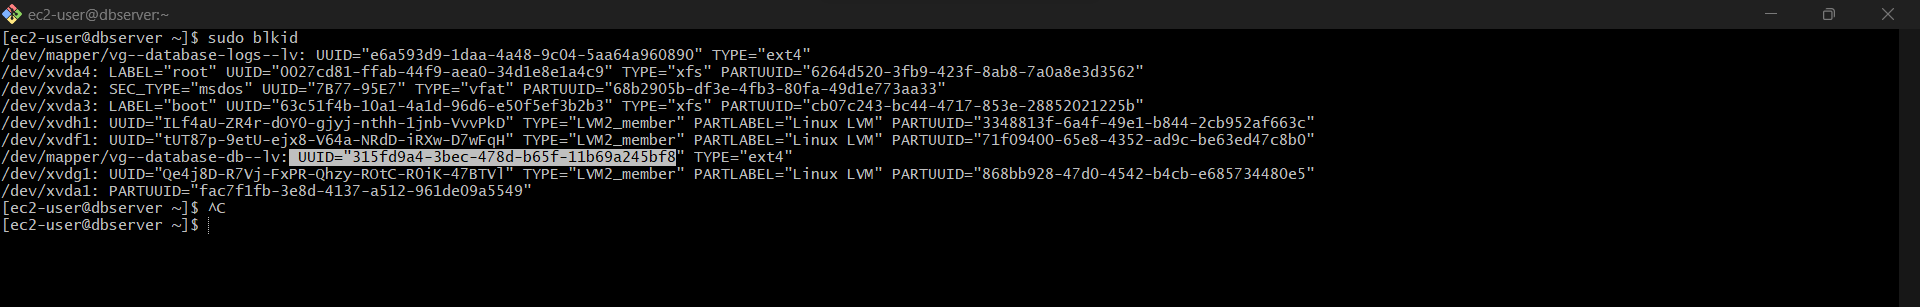 ec2-user@dbserver:~
[ec2-user@dbserver ~]$ sudo blkid
/dev/mapper/vg--database-logs--lv: UUID="e6a593d9-1daa-4a48-9c04-5aa64a960890" TYPE="ext4"
/dev/xvda4: LABEL="root" UUID="0027cd81-ffab-44f9-aea0-34d1e8e1a4c9" TYPE="xfs" PARTUUID="6264d520-3fb9-423f-8ab8-7a0a8e3d3562"
/dev/xvda2: SEC_TYPE="msdos" UUID="7B77-95E7" TYPE="vfat" PARTUUID="68b2905b-df3e-4fb3-80fa-49d1e773aa33"
/dev/xvda3: LABEL="boot" UUID="63c51f4b-10a1-4a1d-96d6-e50f5ef3b2b3" TYPE="xfs" PARTUUID="cb07c243-bc44-4717-853e-28852021225b"
/dev/xvdh1: UUID="ILf4aU-ZR4r-dOY0-gjyj-nthh-1jnb-VvvPkD" TYPE="LVM2_member" PARTLABEL="Linux LVM" PARTUUID="3348813f-6a4f-49e1-b844-2cb952af663c"
/dev/xvdf1: UUID="tUT87p-9etU-ejx8-V64a-NRdD-iRXw-D7wFqH" TYPE="LVM2_member" PARTLABEL="Linux LVM" PARTUUID="71f09400-65e8-4352-ad9c-be63ed47c8b0"
/dev/mapper/vg--database-db--lv: UUID="315fd9a4-3bec-478d-b65f-11b69a245bf8" TYPE="ext4"
/dev/xvdg1: UUID="Qe4j8D-R7Vj-FxPR-Qhzy-ROtC-ROiK-47BTVl" TYPE="LVM2_member" PARTLABEL="Linux LVM" PARTUUID="868bb928-47d0-4542-b4cb-e685734480e5"
/dev/xvda1: PARTUUID="fac7f1fb-3e8d-4137-a512-961de09a5549"
[ec2-user@dbserver ~]$ ^C
[ec2-user@dbserver ~]$